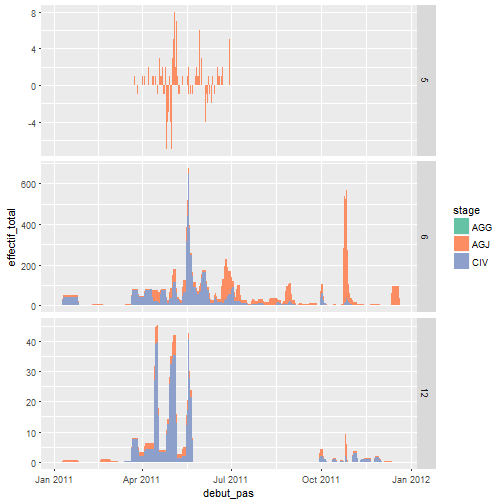 8
4
0
-4
5
effectif_total
600
400
200
0
6
40
30
20
10
0
12
Jan 2011
Apr 2011
Jul 2011
Oct 2011
Jan 2012
debut_pas
stage
AGG
AGJ
CIV